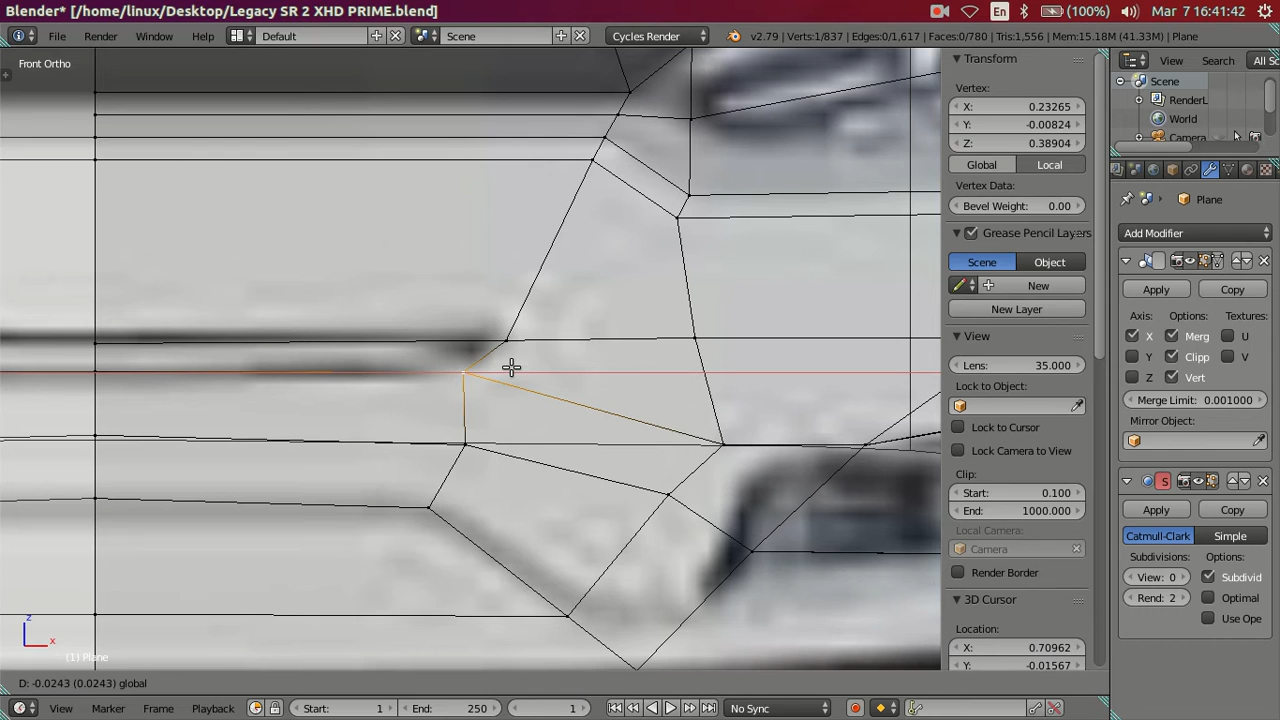 Blender* [/home/linux/Desktop/Legacy SR 2 XHD PRIME.blend]
En (100%) Mar 7 16:41:42
File Render Window Help Default Scene Cycles Render v2.79 | Verts:1/837 | Edges:0/1,617 | Faces:0/780 | Tris:1,556 | Mem:15.18M (41.33M) | Plane
Front Ortho
Transform
Vertex:
X: 0.23265
Y: -0.00824
Z: 0.38904
Global Local
Vertex Data:
Bevel Weight: 0.00
Grease Pencil Layers
Scene Object
New
New Layer
View
Lens: 35.000
Lock to Object:
Lock to Cursor
Lock Camera to View
Clip:
Start: 0.100
End: 1000.000
Local Camera:
Camera
Render Border
3D Cursor
Location:
X: 0.70962
Y: -0.01567
View Search All Sc
Scene
RenderL
World
Camera
Plane
Add Modifier
Apply Copy
Axis: Options: Textures:
X Merg U
Y Clipp V
Z Vert
Merge Limit: 0.001000
Mirror Object:
S
Apply Copy
Catmull-Clark Simple
Subdivisions: Options:
View: 0 Subdivid
Rend: 2 Optimal
Use Ope
z
x
(1) Plane
D: -0.0243 (0.0243) global
View Marker Frame Playback Start: 1 End: 250 1 No Sync